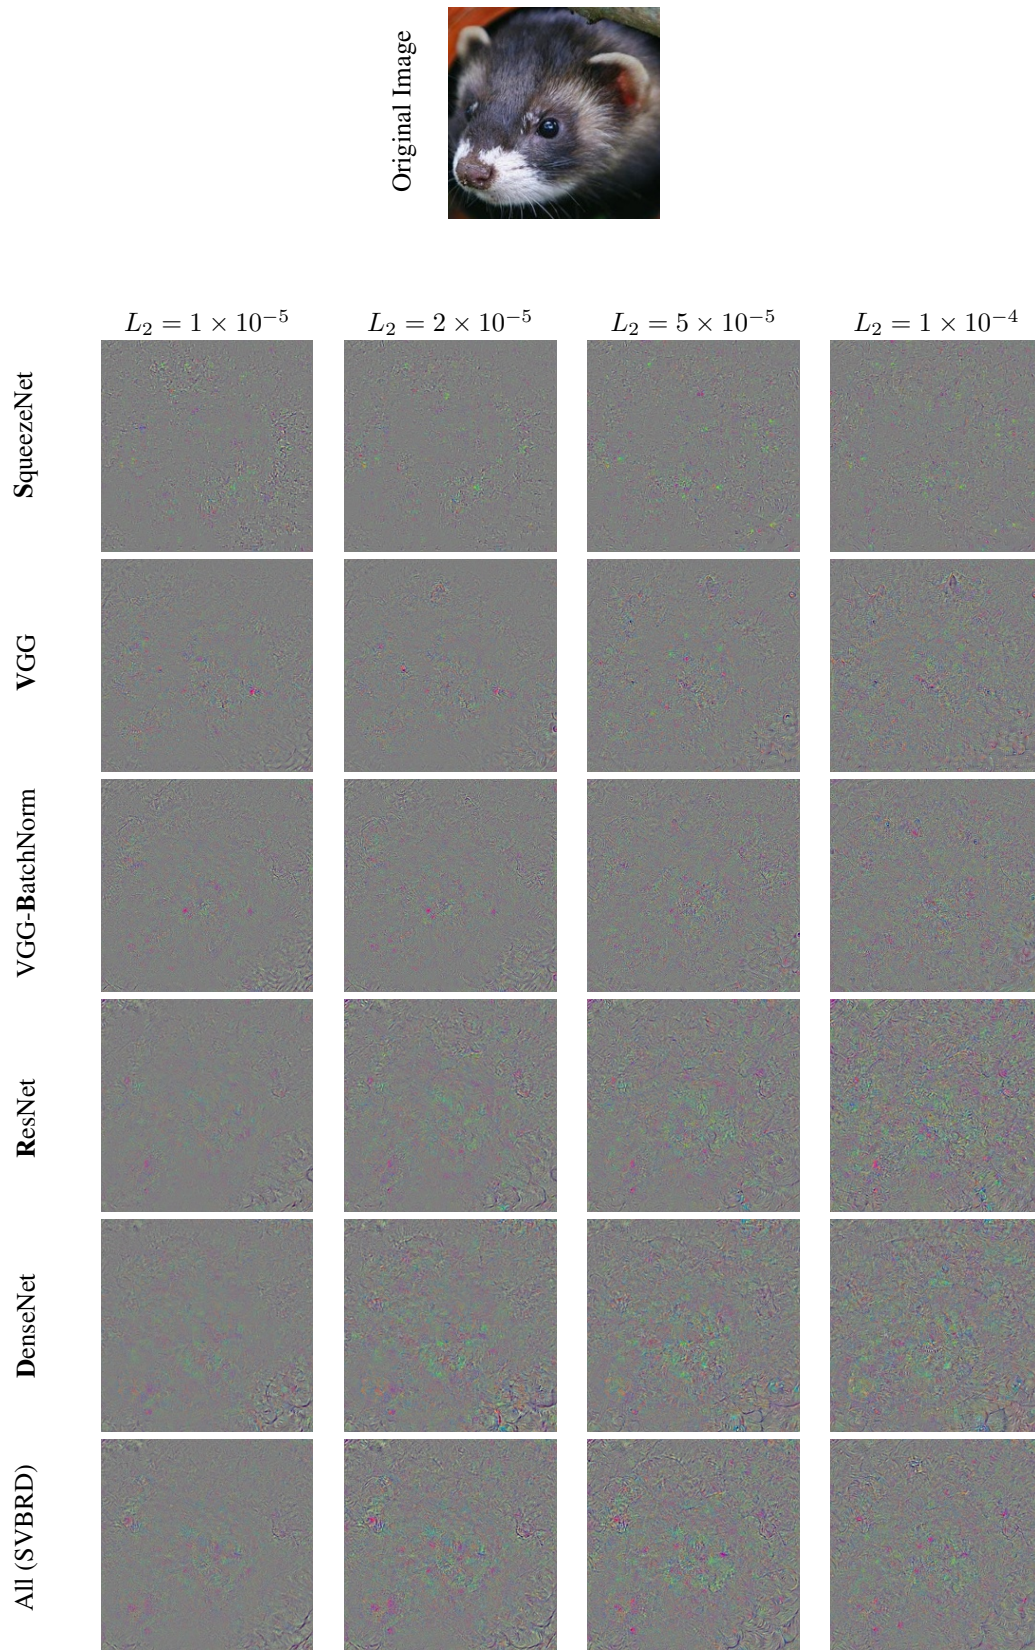 Original Image
L₂ = 1 × 10⁻⁵ L₂ = 2 × 10⁻⁵ L₂ = 5 × 10⁻⁵ L₂ = 1 × 10⁻⁴
SqueezeNet
VGG
VGG-BatchNorm
ResNet
DenseNet
All (SVBRD)